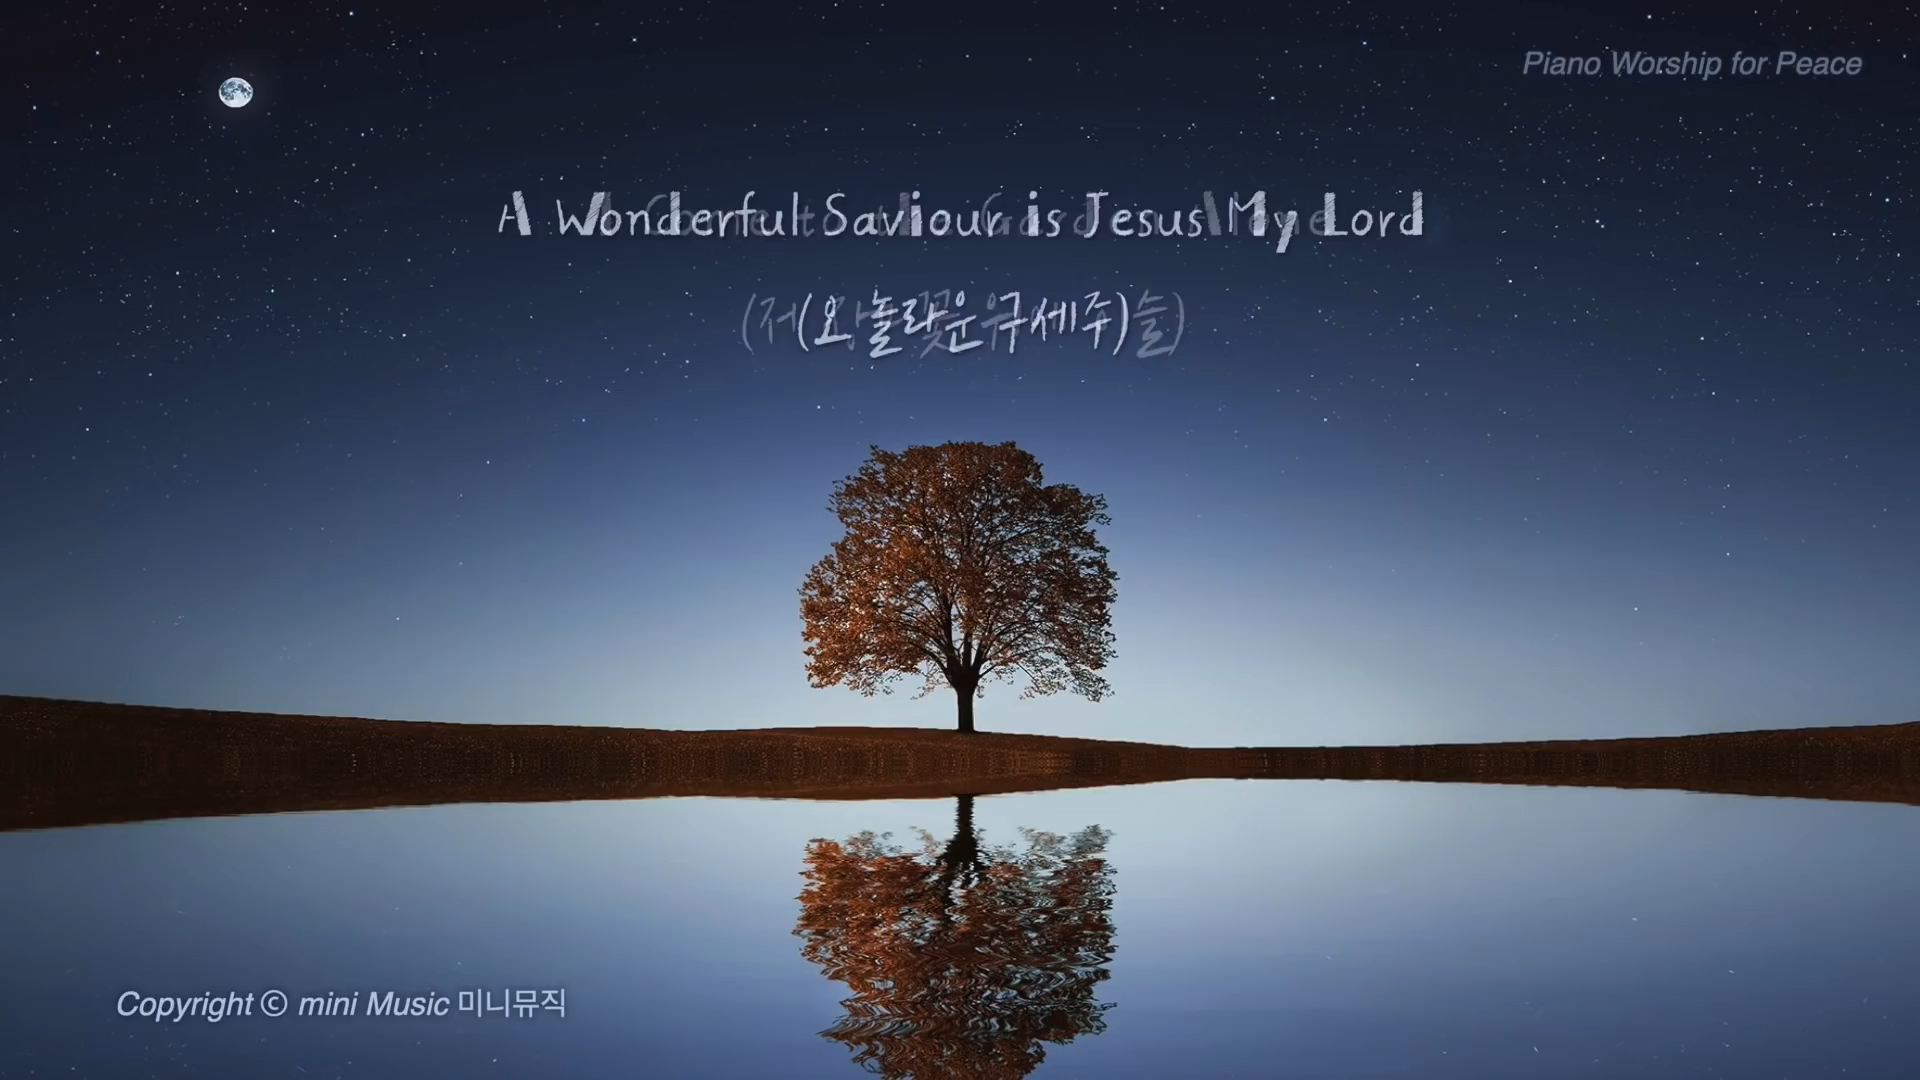 Piano Worship for Peace
A Wonderful Saviour is Jesus My Lord
(오 놀라운 구세주)
Copyright © mini Music 미니뮤직